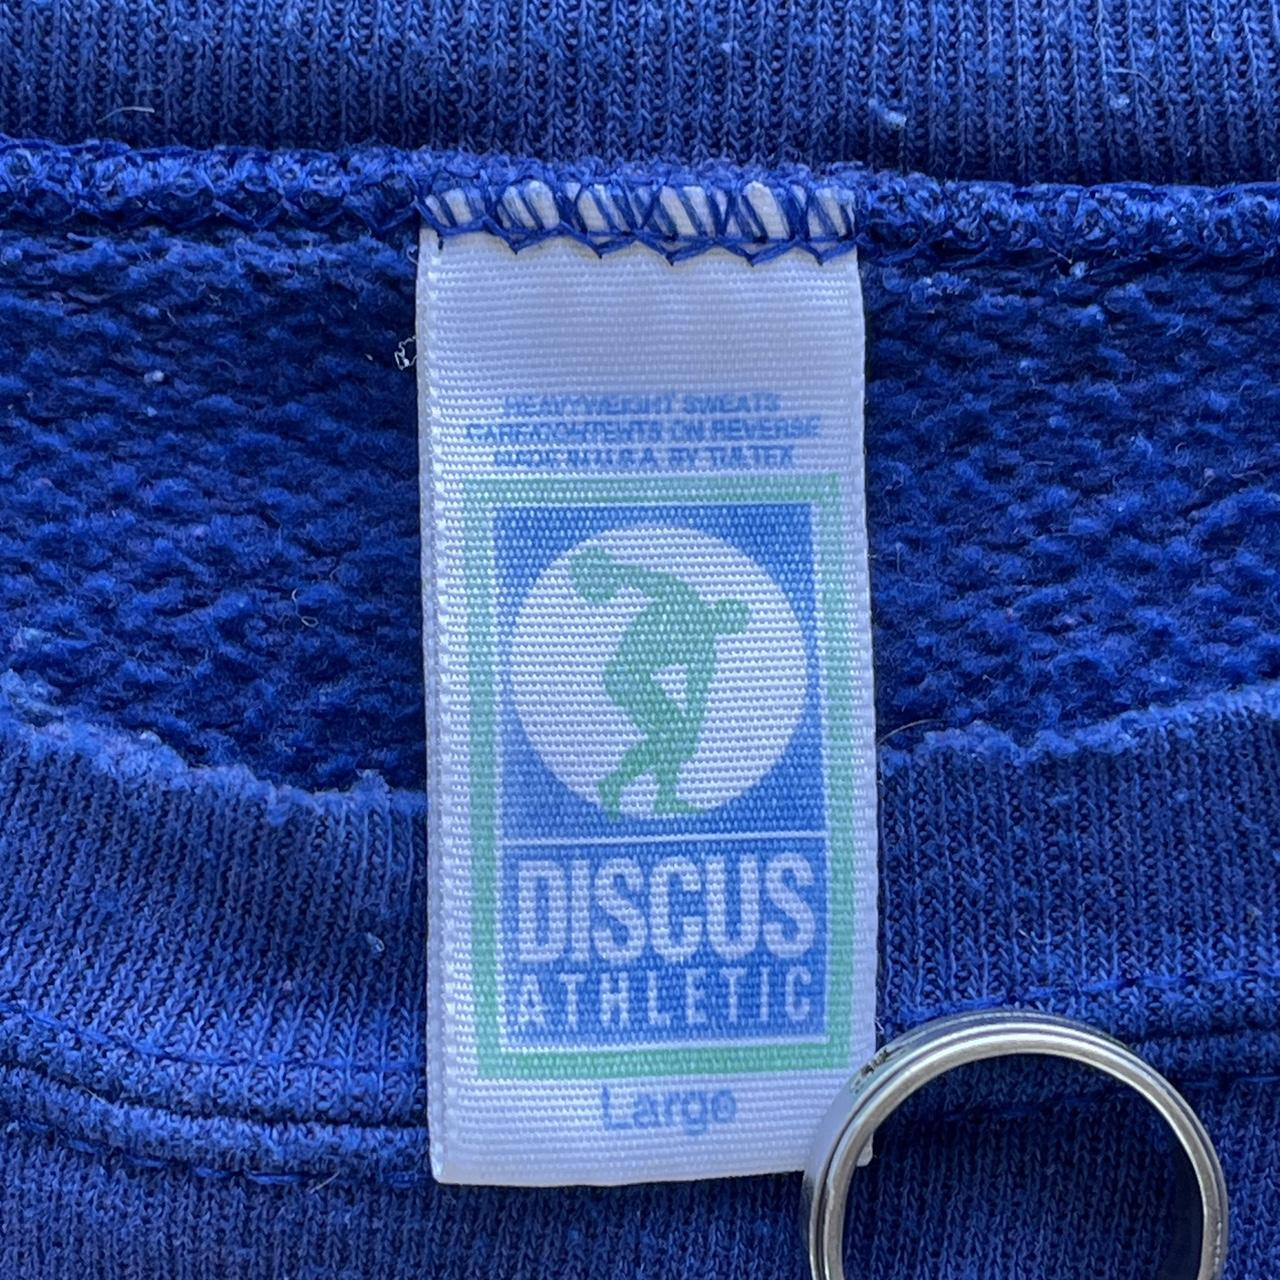 HEAVYWEIGHT SWEATS
CARE/CONTENTS ON REVERSE
MADE IN U.S.A. BY TULTEX
DISCUS
ATHLETIC
Large